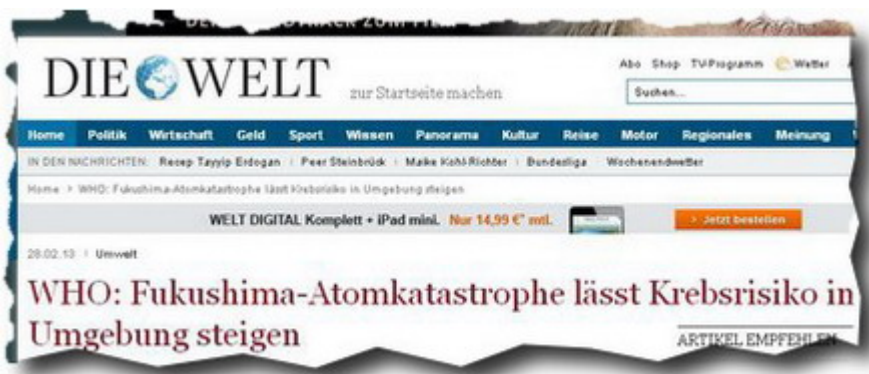 DIE WELT zur Startseite machen
Abo Shop TV-Programm Wetter
Suchen...
Home Politik Wirtschaft Geld Sport Wissen Panorama Kultur Reise Motor Regionales Meinung
IN DEN NACHRICHTEN: Recep Tayyip Erdogan | Peer Steinbrück | Maike Kohl-Richter | Bundesliga Wochenendwetter
Home > WHO: Fukushima-Atomkatastrophe lässt Krebsrisiko in Umgebung steigen
WELT DIGITAL Komplett + iPad mini. Nur 14,99 €* mtl. > Jetzt bestellen
28.02.13 | Umwelt
WHO: Fukushima-Atomkatastrophe lässt Krebsrisiko in
Umgebung steigen
ARTIKEL EMPFEHLEN